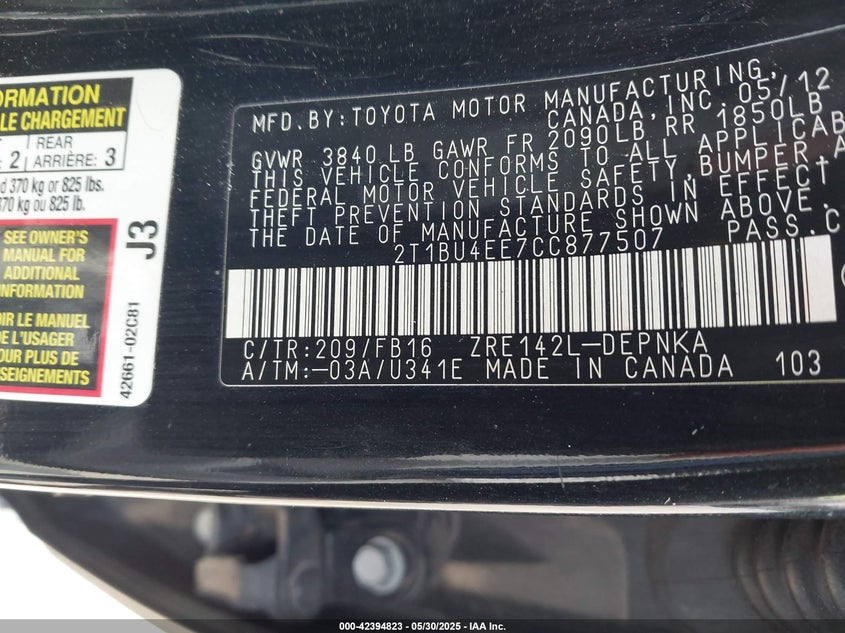 ORMATION
LE CHARGEMENT
2 REAR ARRIÈRE: 3
370 kg or 825 lbs.
370 kg ou 825 lb.
SEE OWNER'S
MANUAL FOR
ADDITIONAL
INFORMATION
LE MANUEL
DE L'USAGER
POUR PLUS DE
RENSEIGNEMENTS
42661-02C81
J3
MFD.BY:TOYOTA MOTOR MANUFACTURING,
CANADA,INC. 05/12
GVWR 3840 LB GAWR FR 2090LB, RR 1850LB
THIS VEHICLE CONFORMS TO ALL APPLICAB
FEDERAL MOTOR VEHICLE SAFETY,BUMPER,A
THEFT PREVENTION STANDARDS IN EFFECT
THE DATE OF MANUFACTURE SHOWN ABOVE.
2T1BU4EE7CC877507 PASS.C
C/TR:209/FB16 ZRE142L-DEPNKA
A/TM:-03A/U341E MADE IN CANADA 103
000-42394823 - 05/30/2025 - IAA Inc.